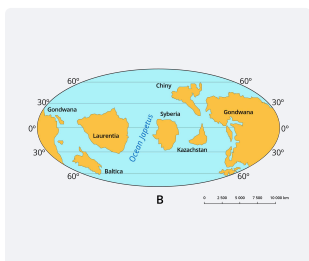 Chiny
60° 60°
30° 30°
Gondwana Gondwana
Syberia
0° Laurentia Ocean Japetus 0°
Kazachstan
30° 30°
Baltica
60° 60°
B
0 2 500 5 000 7 500 10 000 km